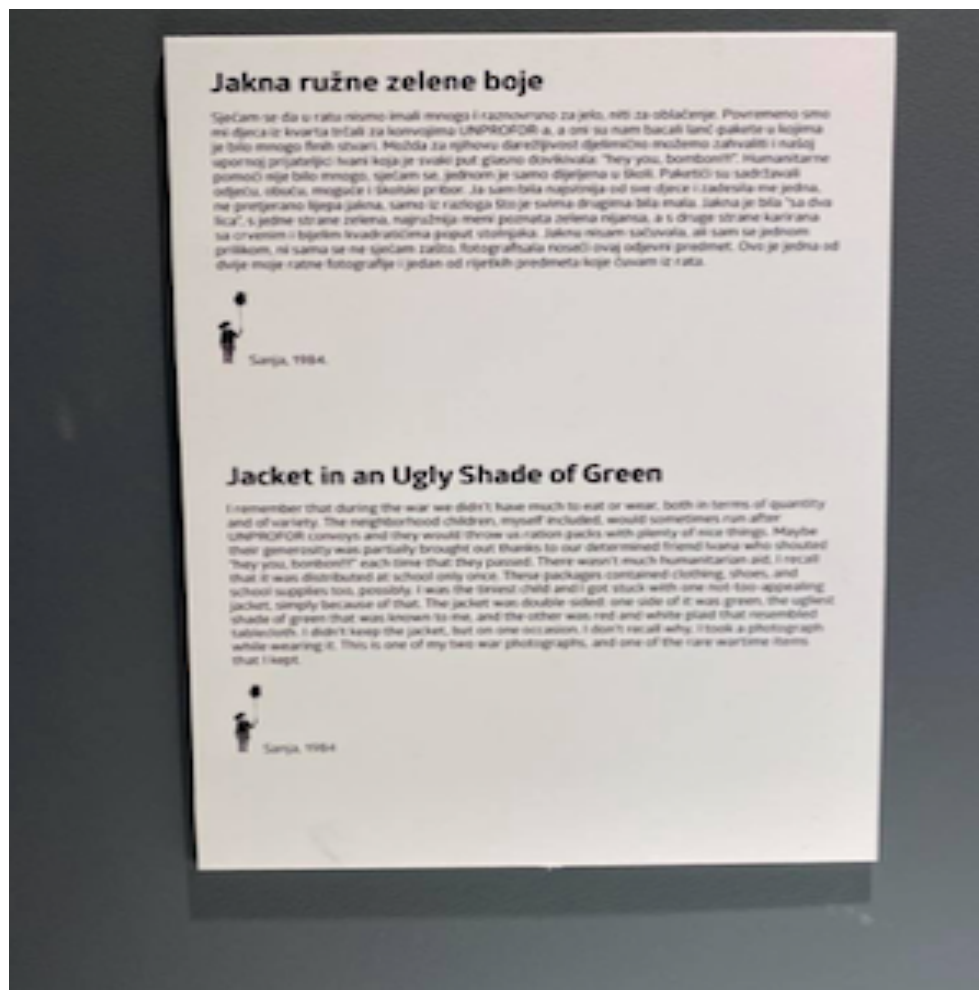 Jakna ružne zelene boje
Sjećam se da u ratu nismo imali mnogo i raznovrsno za jelo, niti za oblačenje. Povremeno smo
mi djeca iz kvarta trčali za konvojima UNPROFOR-a, a oni su nam bacali lanč pakete u kojima
je bilo mnogo finih stvari. Možda za njihovu darežljivost djelimično možemo zahvaliti i našoj
upornoj prijateljici Ivani koja je svaki put glasno dovikivala: "hey you, bombon!!!". Humanitarne
pomoći nije bilo mnogo, sjećam se, jednom je samo dijeljena u školi. Paketići su sadržavali
odjeću, obuću, moguće i školski pribor. Ja sam bila najsitnija od sve djece i zadesila me jedna,
ne pretjerano lijepa jakna, samo iz razloga što je svima drugima bila mala. Jakna je bila "sa dva
lica", s jedne strane zelena, najružnija meni poznata zelena nijansa, a s druge strane karirana
sa crvenim i bijelim kvadratićima poput stolnjaka. Jaknu nisam sačuvala, ali sam se jednom
prilikom, ni sama se ne sjećam zašto, fotografisala noseći ovaj odjevni predmet. Ovo je jedna od
dvije moje ratne fotografije i jedan od rijetkih predmeta koje čuvam iz rata.
Sanja, 1984.
Jacket in an Ugly Shade of Green
I remember that during the war we didn't have much to eat or wear, both in terms of quantity
and of variety. The neighborhood children, myself included, would sometimes run after
UNPROFOR convoys and they would throw us ration packs with plenty of nice things. Maybe
their generosity was partially brought out thanks to our determined friend Ivana who shouted
"hey you, bombon!!!" each time that they passed. There wasn't much humanitarian aid, I recall
that it was distributed at school only once. These packages contained clothing, shoes, and
school supplies too, possibly. I was the tiniest child and I got stuck with one not-too-appealing
jacket, simply because of that. The jacket was double-sided: one side of it was green, the ugliest
shade of green that was known to me, and the other was red and white plaid that resembled
tablecloth. I didn't keep the jacket, but on one occasion, I don't recall why, I took a photograph
while wearing it. This is one of my two war photographs, and one of the rare wartime items
that I kept.
Sanja, 1984